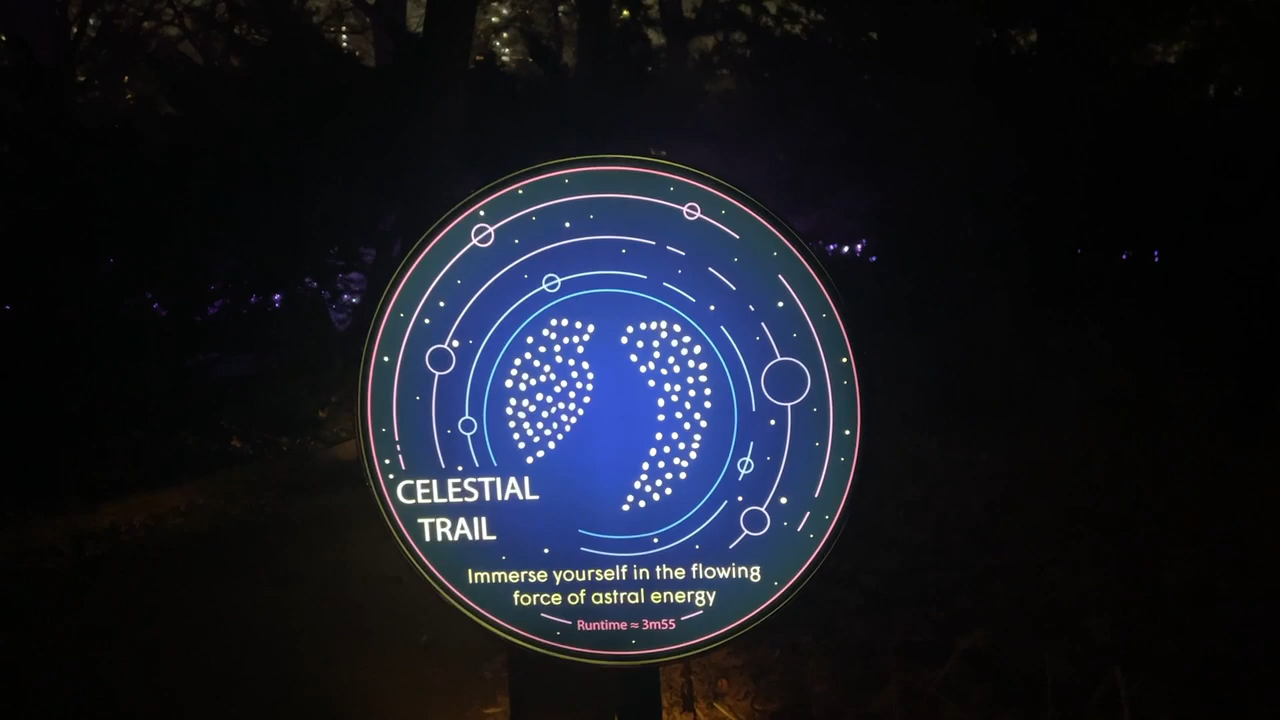 CELESTIAL
TRAIL
Immerse yourself in the flowing
force of astral energy
Runtime ≈ 3m55